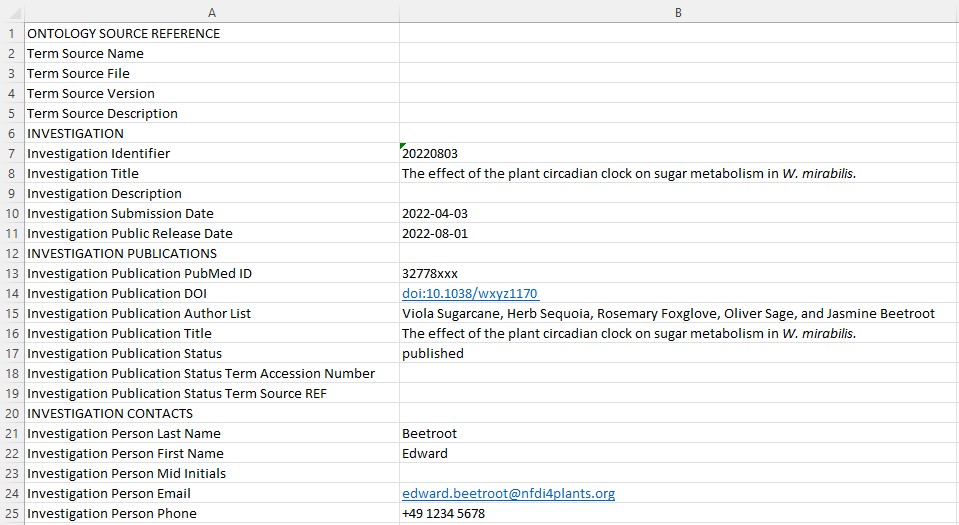 A B
1 ONTOLOGY SOURCE REFERENCE
2 Term Source Name
3 Term Source File
4 Term Source Version
5 Term Source Description
6 INVESTIGATION
7 Investigation Identifier 20220803
8 Investigation Title The effect of the plant circadian clock on sugar metabolism in W. mirabilis.
9 Investigation Description
10 Investigation Submission Date 2022-04-03
11 Investigation Public Release Date 2022-08-01
12 INVESTIGATION PUBLICATIONS
13 Investigation Publication PubMed ID 32778xxx
14 Investigation Publication DOI doi:10.1038/wxyz1170
15 Investigation Publication Author List Viola Sugarcane, Herb Sequoia, Rosemary Foxglove, Oliver Sage, and Jasmine Beetroot
16 Investigation Publication Title The effect of the plant circadian clock on sugar metabolism in W. mirabilis.
17 Investigation Publication Status published
18 Investigation Publication Status Term Accession Number
19 Investigation Publication Status Term Source REF
20 INVESTIGATION CONTACTS
21 Investigation Person Last Name Beetroot
22 Investigation Person First Name Edward
23 Investigation Person Mid Initials
24 Investigation Person Email edward.beetroot@nfdi4plants.org
25 Investigation Person Phone +49 1234 5678